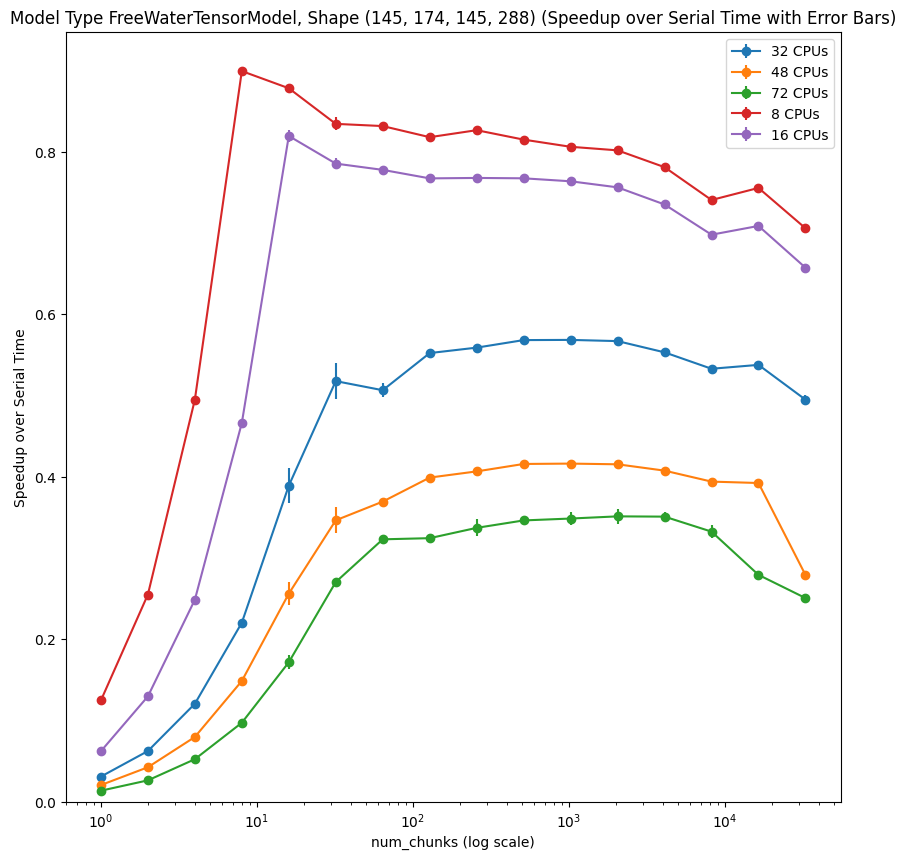 Model Type FreeWaterTensorModel, Shape (145, 174, 145, 288) (Speedup over Serial Time with Error Bars)
32 CPUs
48 CPUs
72 CPUs
8 CPUs
16 CPUs
Speedup over Serial Time
0.8
0.6
0.4
0.2
0.0
10⁰ 10¹ 10² 10³ 10⁴
num_chunks (log scale)